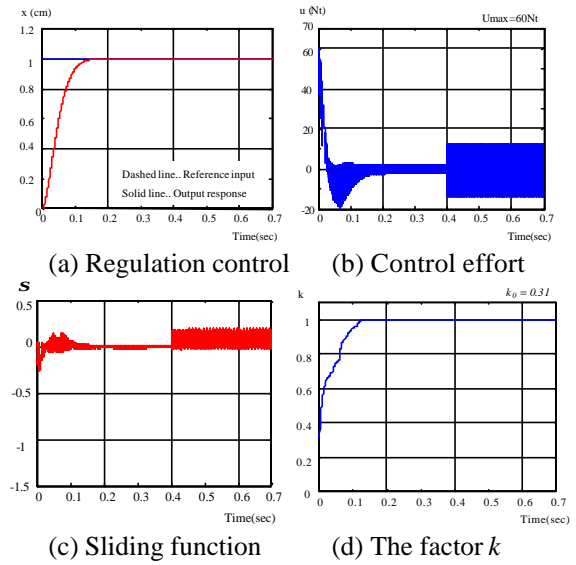 x (cm)
1.2
1
0.8
0.6
0.4
0.2
0
Dashed line.. Reference input
Solid line.. Output response
0 0.1 0.2 0.3 0.4 0.5 0.6 0.7
Time(sec)
(a) Regulation control
u (Nt)
Umax=60Nt
70
60
40
20
0
-20
0 0.1 0.2 0.3 0.4 0.5 0.6 0.7
Time(sec)
(b) Control effort
s
0.5
0
-0.5
-1
-1.5
0 0.1 0.2 0.3 0.4 0.5 0.6 0.7
Time(sec)
(c) Sliding function
k
k0 = 0.31
1
0.8
0.6
0.4
0.2
0
0 0.1 0.2 0.3 0.4 0.5 0.6 0.7
Time(sec)
(d) The factor k